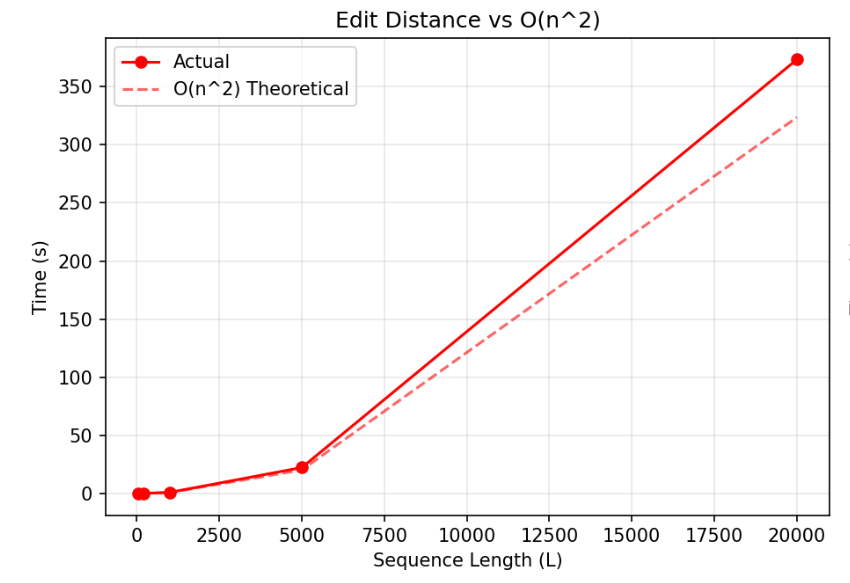 Edit Distance vs O(n^2)
Actual
O(n^2) Theoretical
350
300
250
200
150
100
50
0
Time (s)
0 2500 5000 7500 10000 12500 15000 17500 20000
Sequence Length (L)